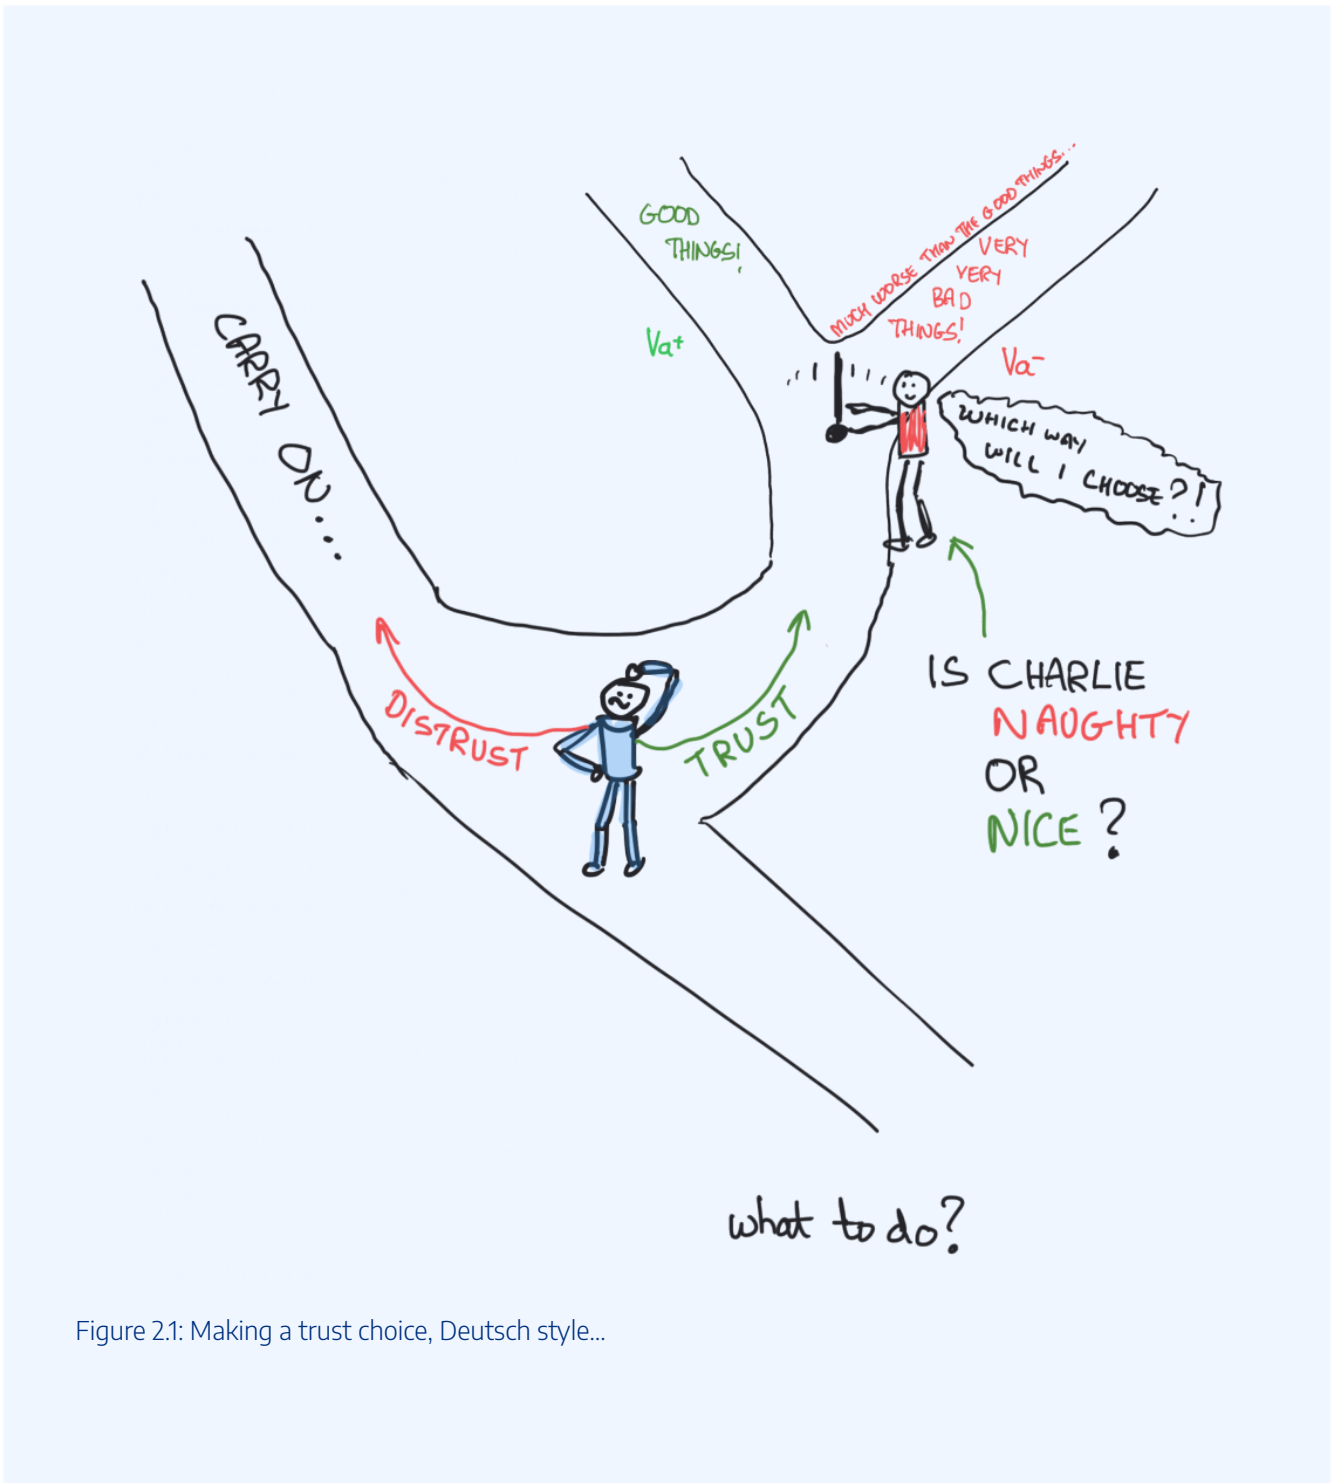 GOOD
THINGS!
MUCH WORSE THAN THE GOOD THINGS...
VERY
VERY
BAD
THINGS!
Va+
Va-
CARRY ON...
WHICH WAY
WILL I CHOOSE?!
DISTRUST
TRUST
IS CHARLIE
NAUGHTY
OR
NICE?
what to do?
Figure 2.1: Making a trust choice, Deutsch style...